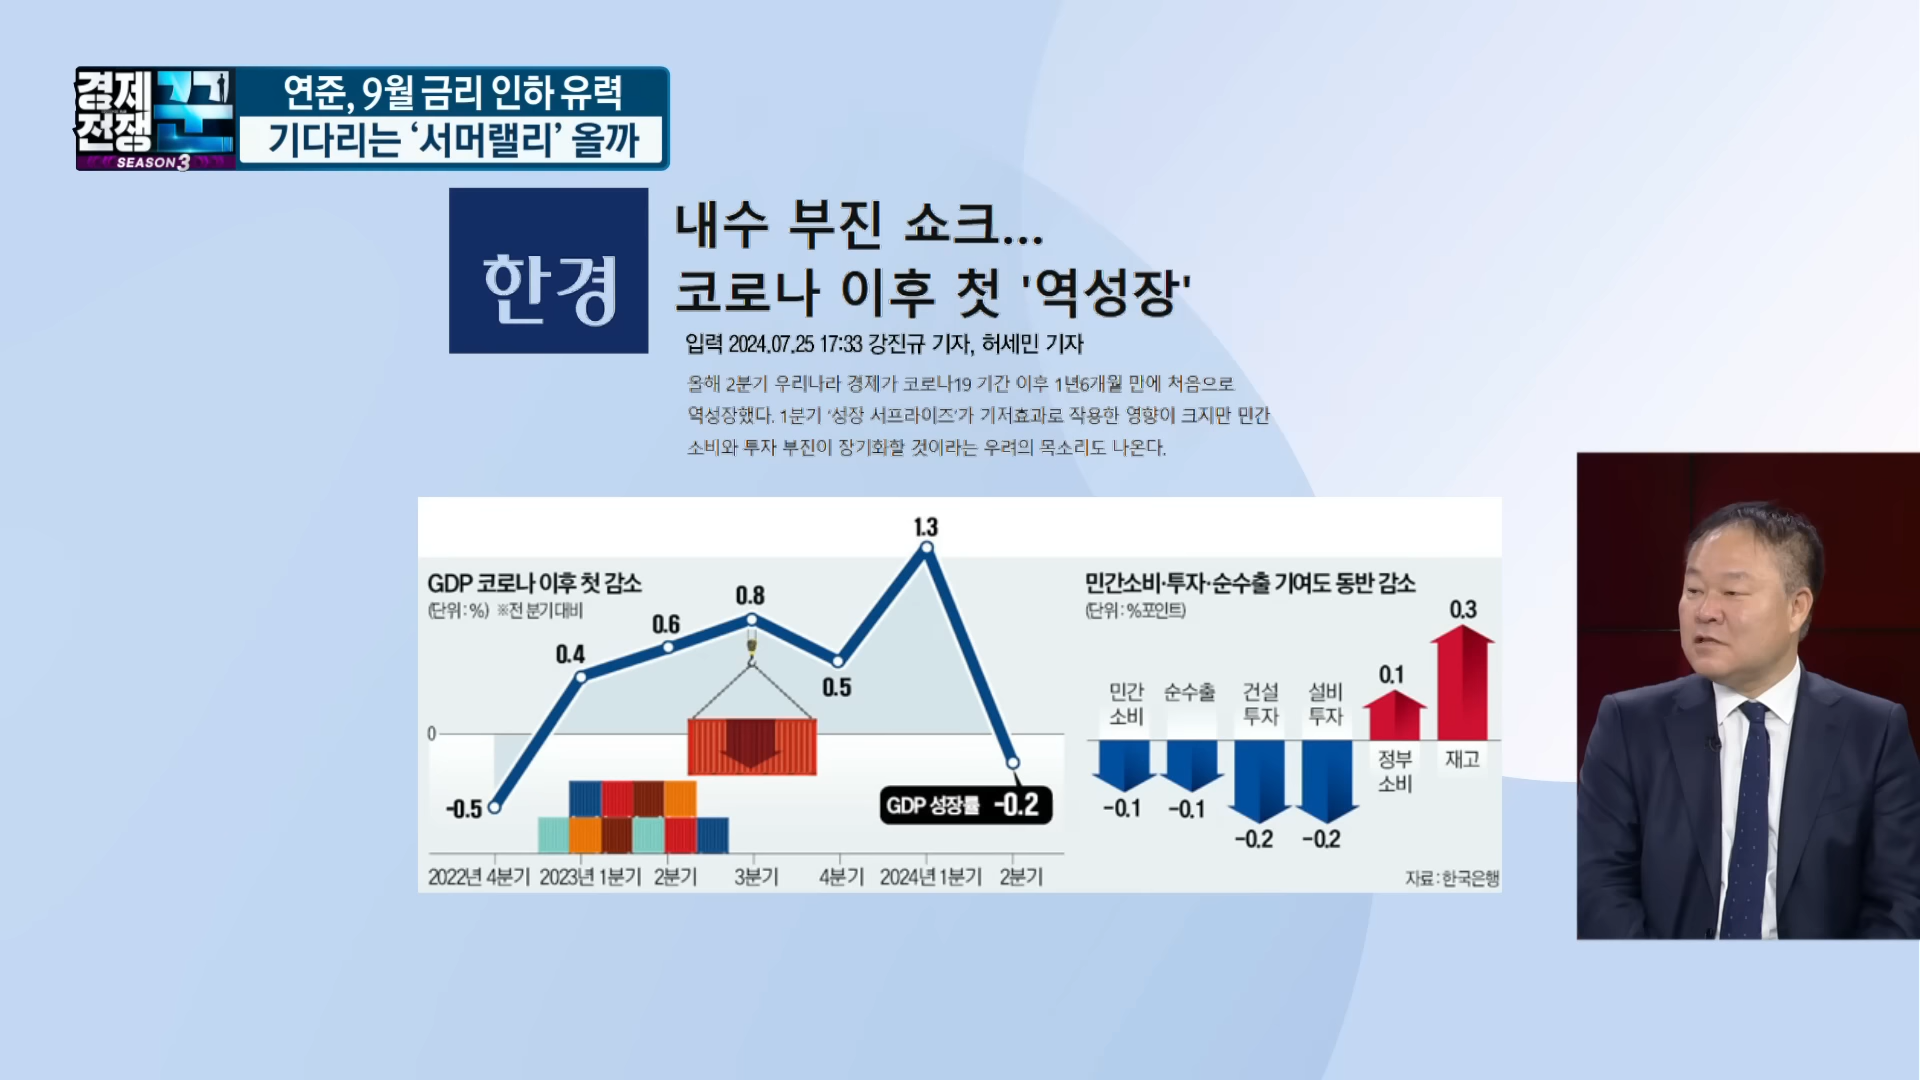 경제
전쟁
꾼
SEASON3
연준, 9월 금리 인하 유력
기다리는 ‘서머랠리’ 올까
한경
내수 부진 쇼크...
코로나 이후 첫 '역성장'
입력 2024.07.25 17:33 강진규 기자, 허세민 기자
올해 2분기 우리나라 경제가 코로나19 기간 이후 1년6개월 만에 처음으로
역성장했다. 1분기 ‘성장 서프라이즈’가 기저효과로 작용한 영향이 크지만 민간
소비와 투자 부진이 장기화할 것이라는 우려의 목소리도 나온다.
GDP 코로나 이후 첫 감소
(단위:%) ※전 분기 대비
1.3
0.8
0.6
0.4
0.5
0
-0.5
GDP 성장률 -0.2
2022년 4분기 2023년 1분기 2분기 3분기 4분기 2024년 1분기 2분기
민간소비·투자·순수출 기여도 동반 감소
(단위:%포인트)
0.3
0.1
민간
소비
순수출
건설
투자
설비
투자
정부
소비
재고
-0.1
-0.1
-0.2
-0.2
자료:한국은행